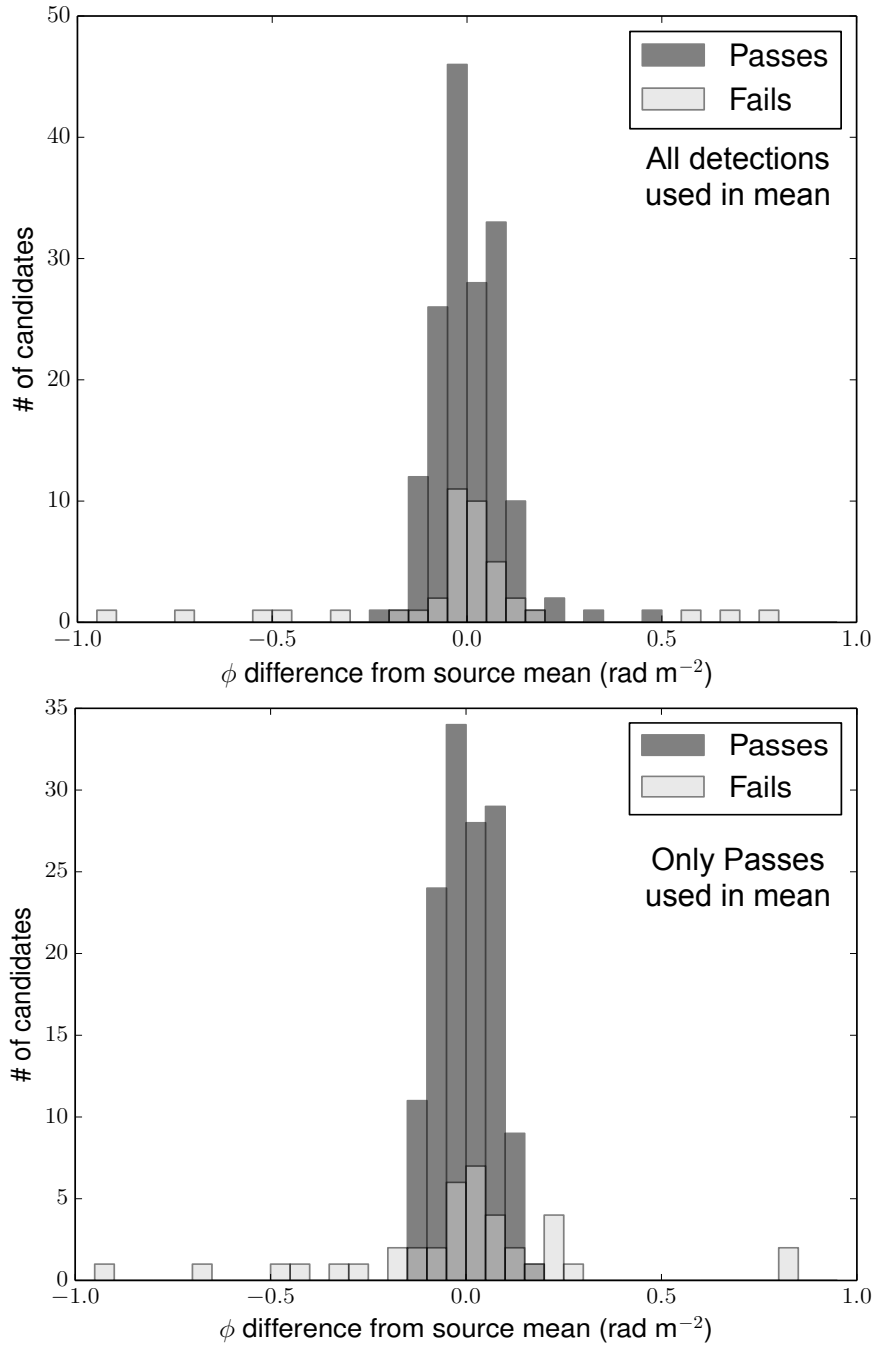 50
40
30
20
10
0
# of candidates
Passes
Fails
All detections
used in mean
−1.0
−0.5
0.0
0.5
1.0
ϕ difference from source mean (rad m⁻²)
35
30
25
20
15
10
5
0
# of candidates
Passes
Fails
Only Passes
used in mean
−1.0
−0.5
0.0
0.5
1.0
ϕ difference from source mean (rad m⁻²)